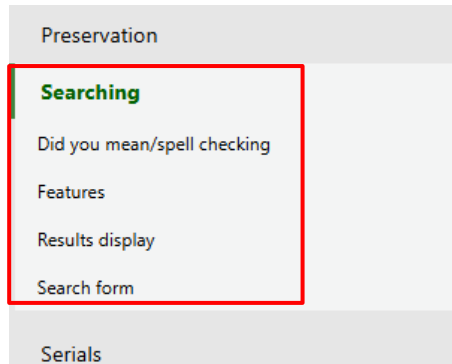 Preservation
Searching
Did you mean/spell checking
Features
Results display
Search form
Serials